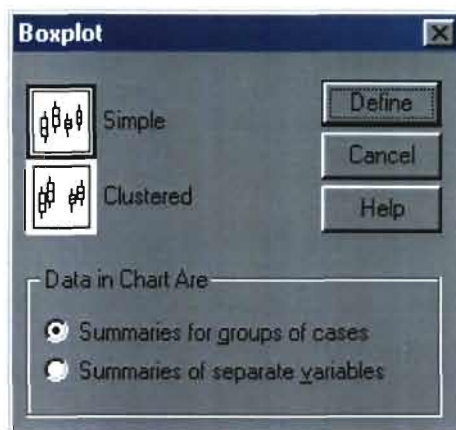 Boxplot
Simple
Clustered
Define
Cancel
Help
Data in Chart Are
Summaries for groups of cases
Summaries of separate variables